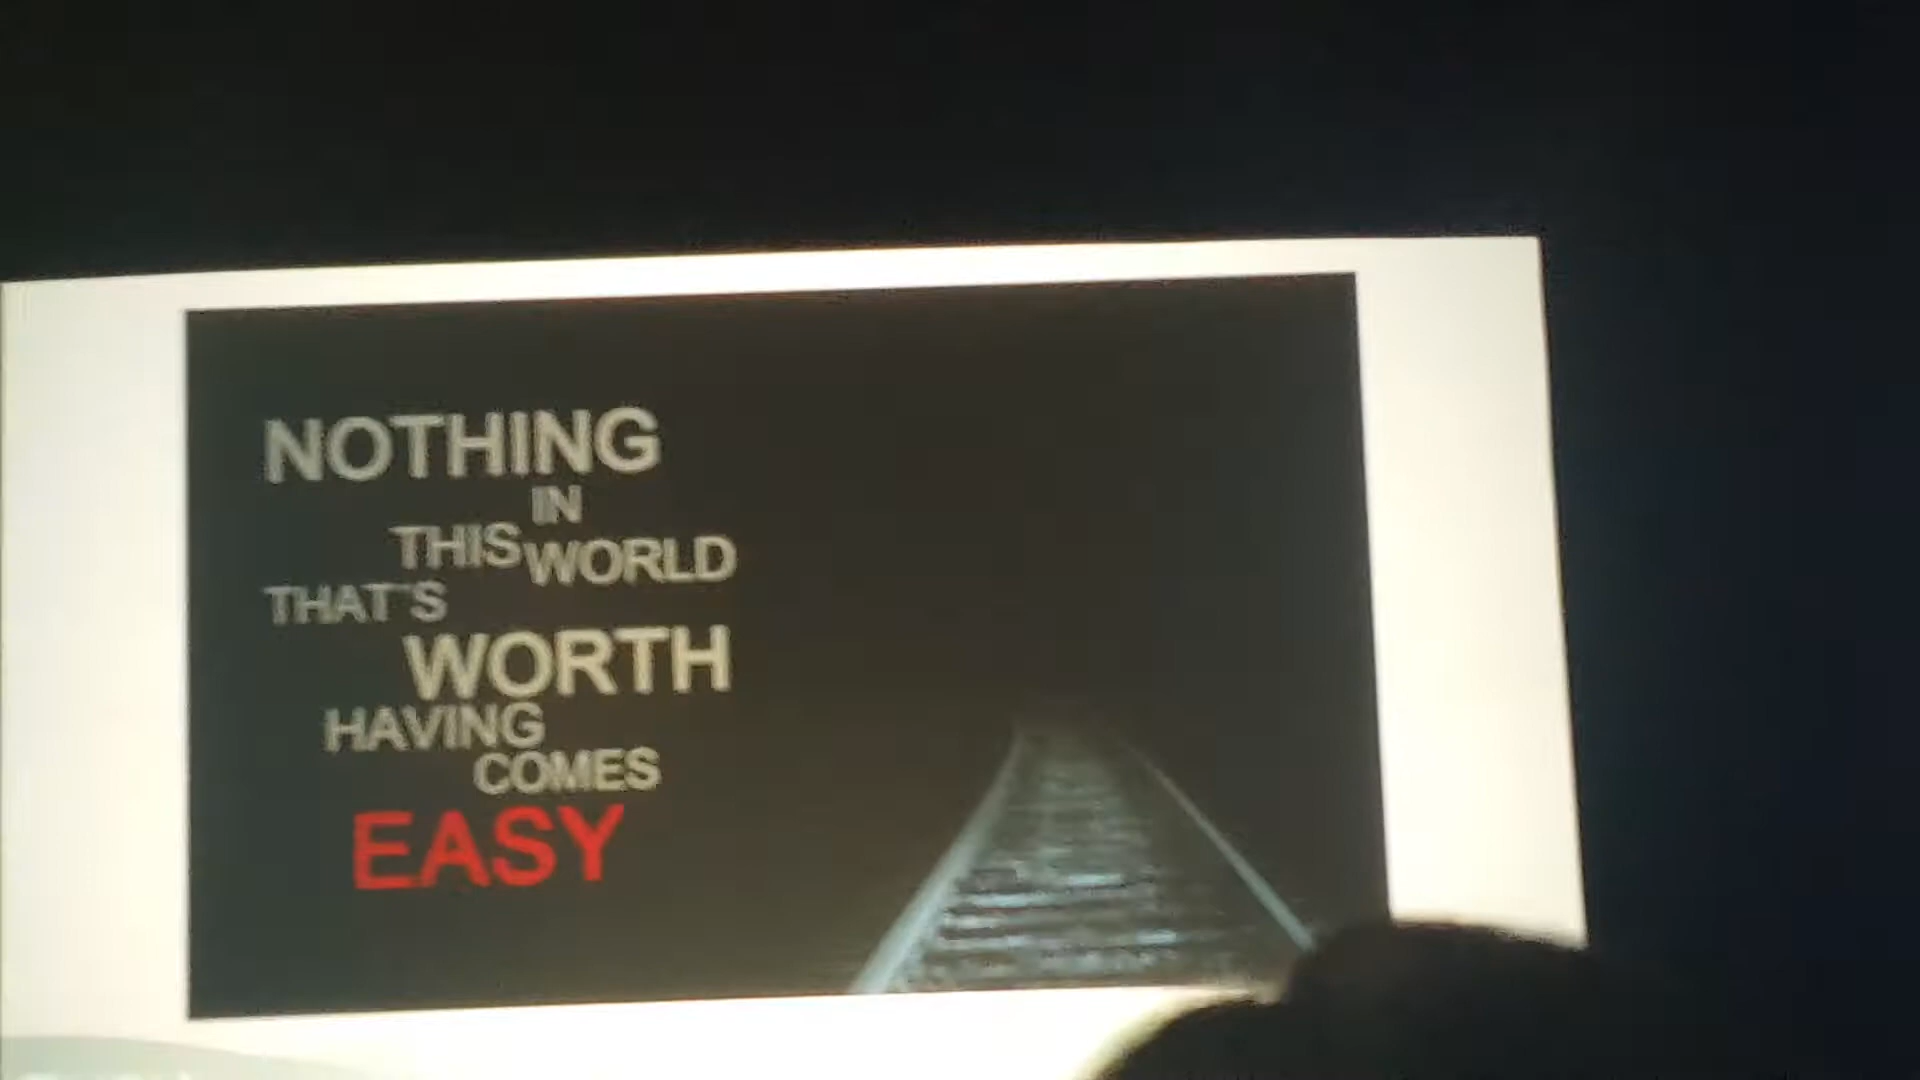 NOTHING
IN
THIS WORLD
THAT'S
WORTH
HAVING
COMES
EASY